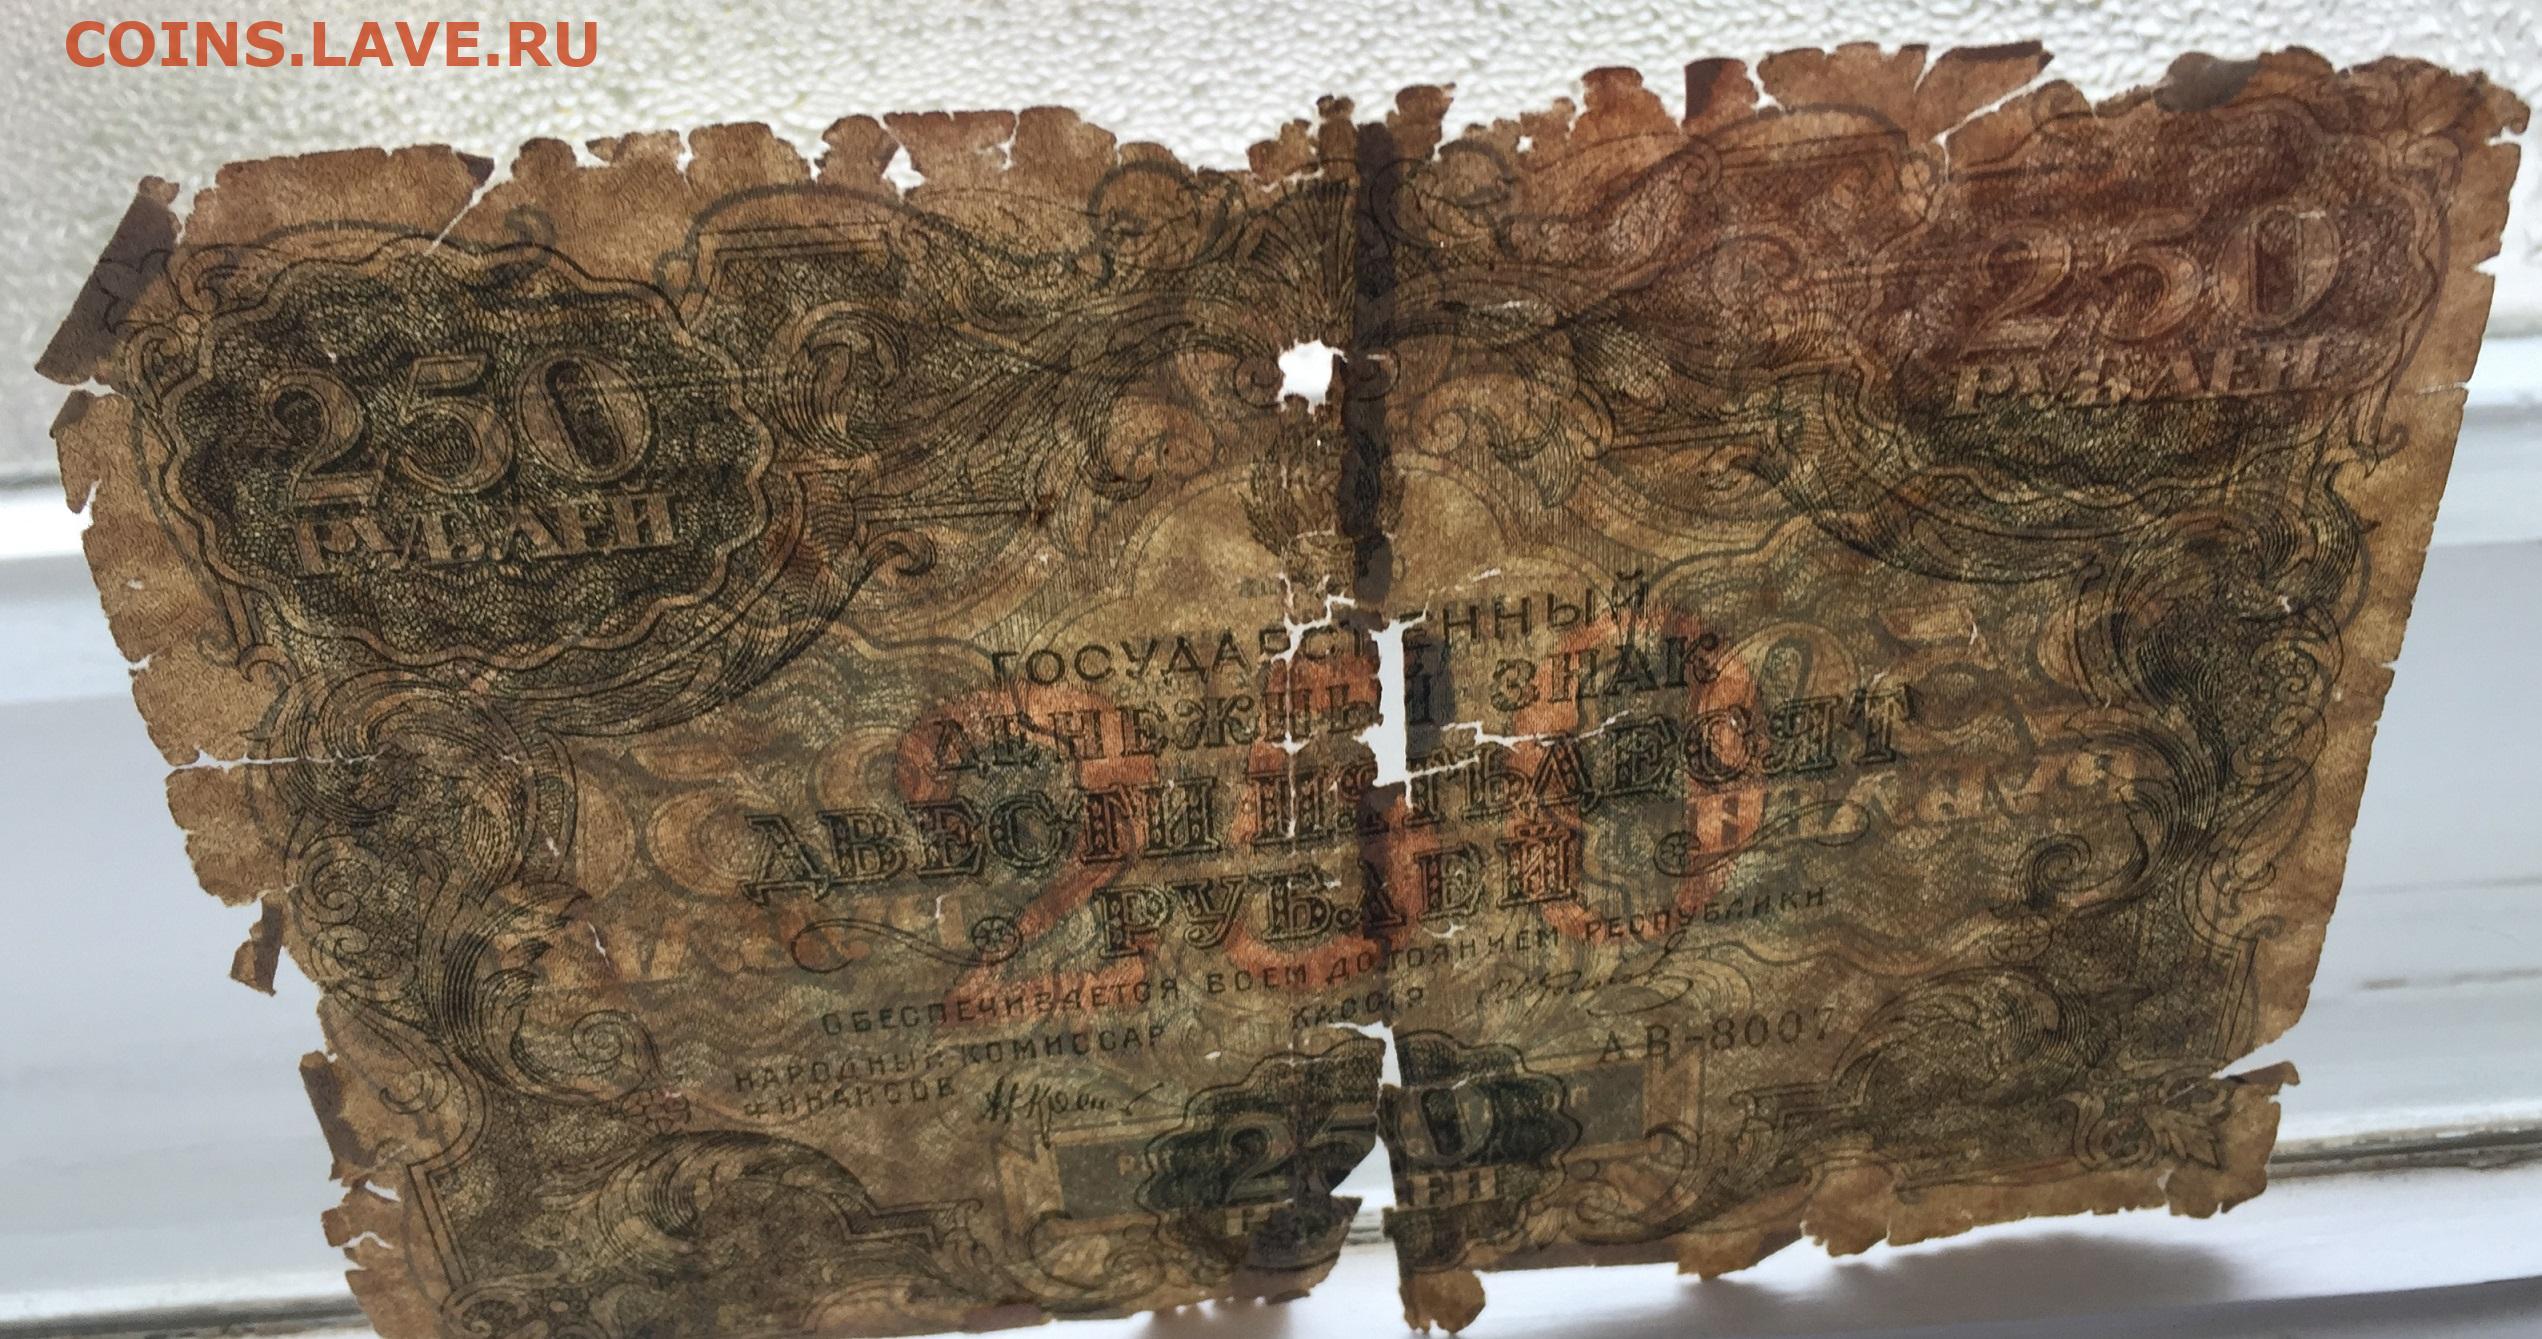 COINS.LAVE.RU
250
РУБЛЕЙ
250
РУБЛЕЙ
ГОСУДАРСТВЕННЫЙ
ДЕНЕЖНЫЙ ЗНАК
ДВЕСТИ ПЯТЬДЕСЯТ
РУБЛЕЙ
ОБЕСПЕЧИВАЕТСЯ ВСЕМ ДОСТОЯНИЕМ РЕСПУБЛИКИ
НАРОДНЫЙ КОМИССАР
ФИНАНСОВ
КАССИР
АВ-8007
250